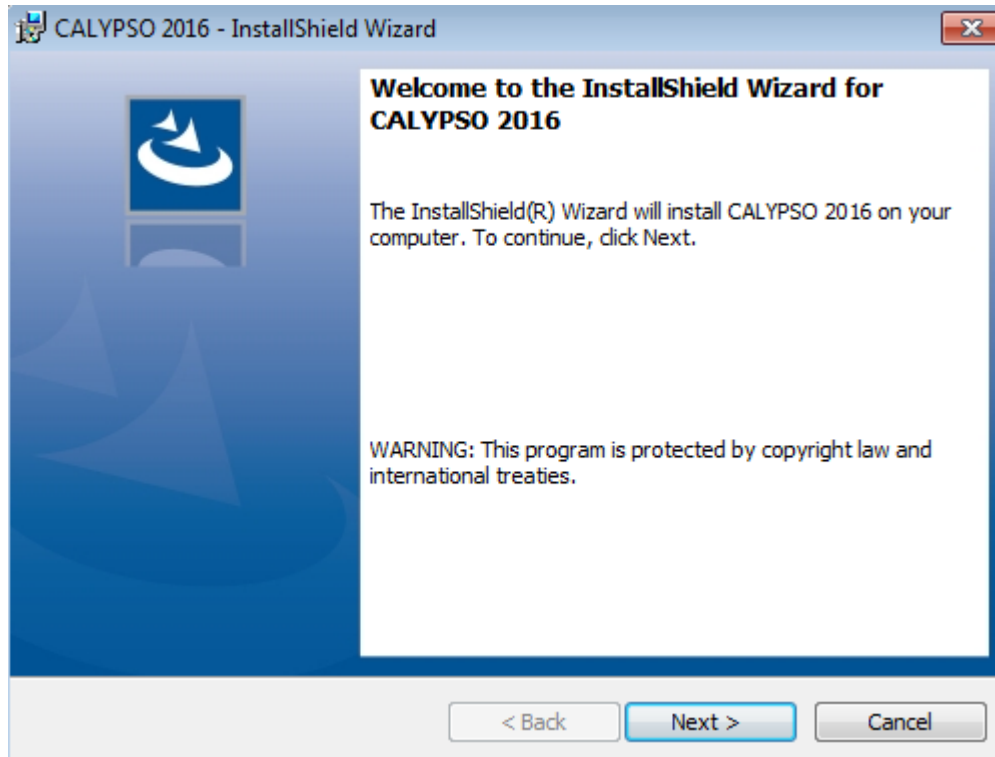 CALYPSO 2016 - InstallShield Wizard
Welcome to the InstallShield Wizard for
CALYPSO 2016
The InstallShield(R) Wizard will install CALYPSO 2016 on your
computer. To continue, click Next.
WARNING: This program is protected by copyright law and
international treaties.
< Back
Next >
Cancel